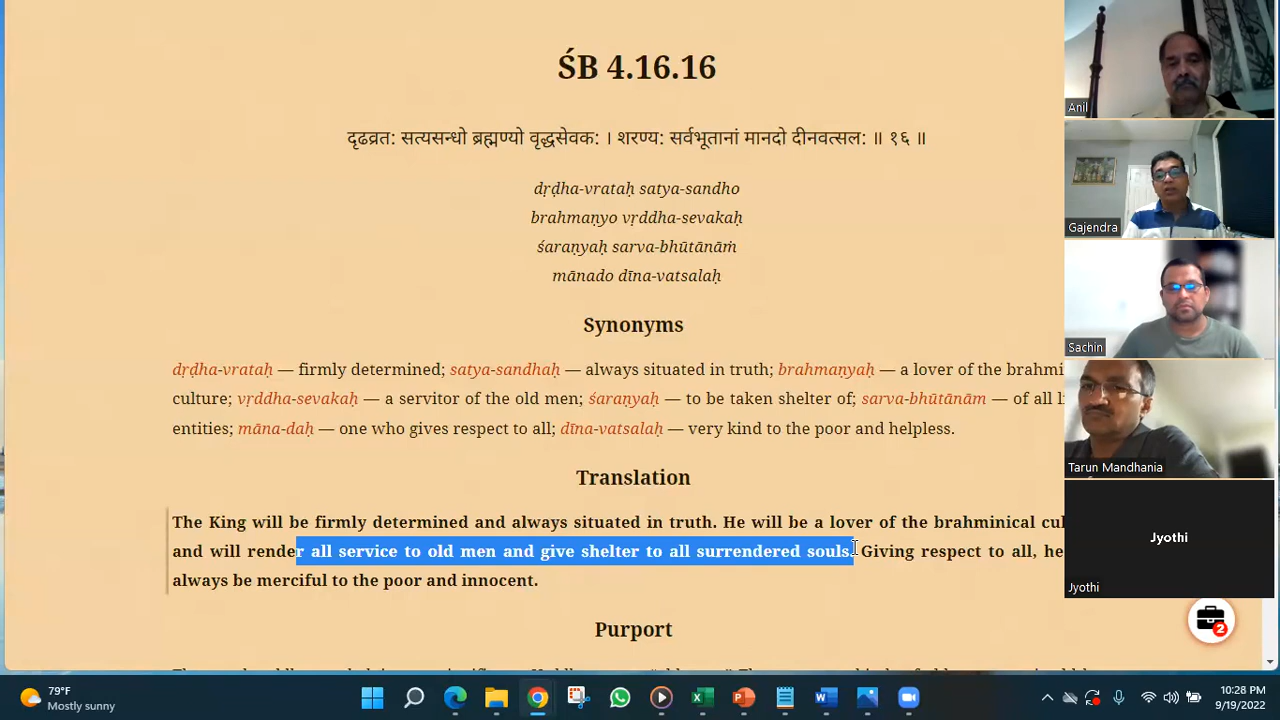 ŚB 4.16.16
दृढव्रत: सत्यसन्धो ब्रह्मण्यो वृद्धसेवक: । शरण्य: सर्वभूतानां मानदो दीनवत्सल: ॥ १६ ॥
dṛḍha-vrataḥ satya-sandho
brahmaṇyo vṛddha-sevakaḥ
śaraṇyaḥ sarva-bhūtānāṁ
mānado dīna-vatsalaḥ
Synonyms
dṛḍha-vrataḥ — firmly determined; satya-sandhaḥ — always situated in truth; brahmaṇyaḥ — a lover of the brahmi
culture; vṛddha-sevakaḥ — a servitor of the old men; śaraṇyaḥ — to be taken shelter of; sarva-bhūtānām — of all l
entities; māna-daḥ — one who gives respect to all; dīna-vatsalaḥ — very kind to the poor and helpless.
Translation
The King will be firmly determined and always situated in truth. He will be a lover of the brahminical cul
and will render all service to old men and give shelter to all surrendered souls. Giving respect to all, he
always be merciful to the poor and innocent.
Purport
Anil
Gajendra
Sachin
Tarun Mandhania
Jyothi
Jyothi
2
79°F
Mostly sunny
10:28 PM
9/19/2022